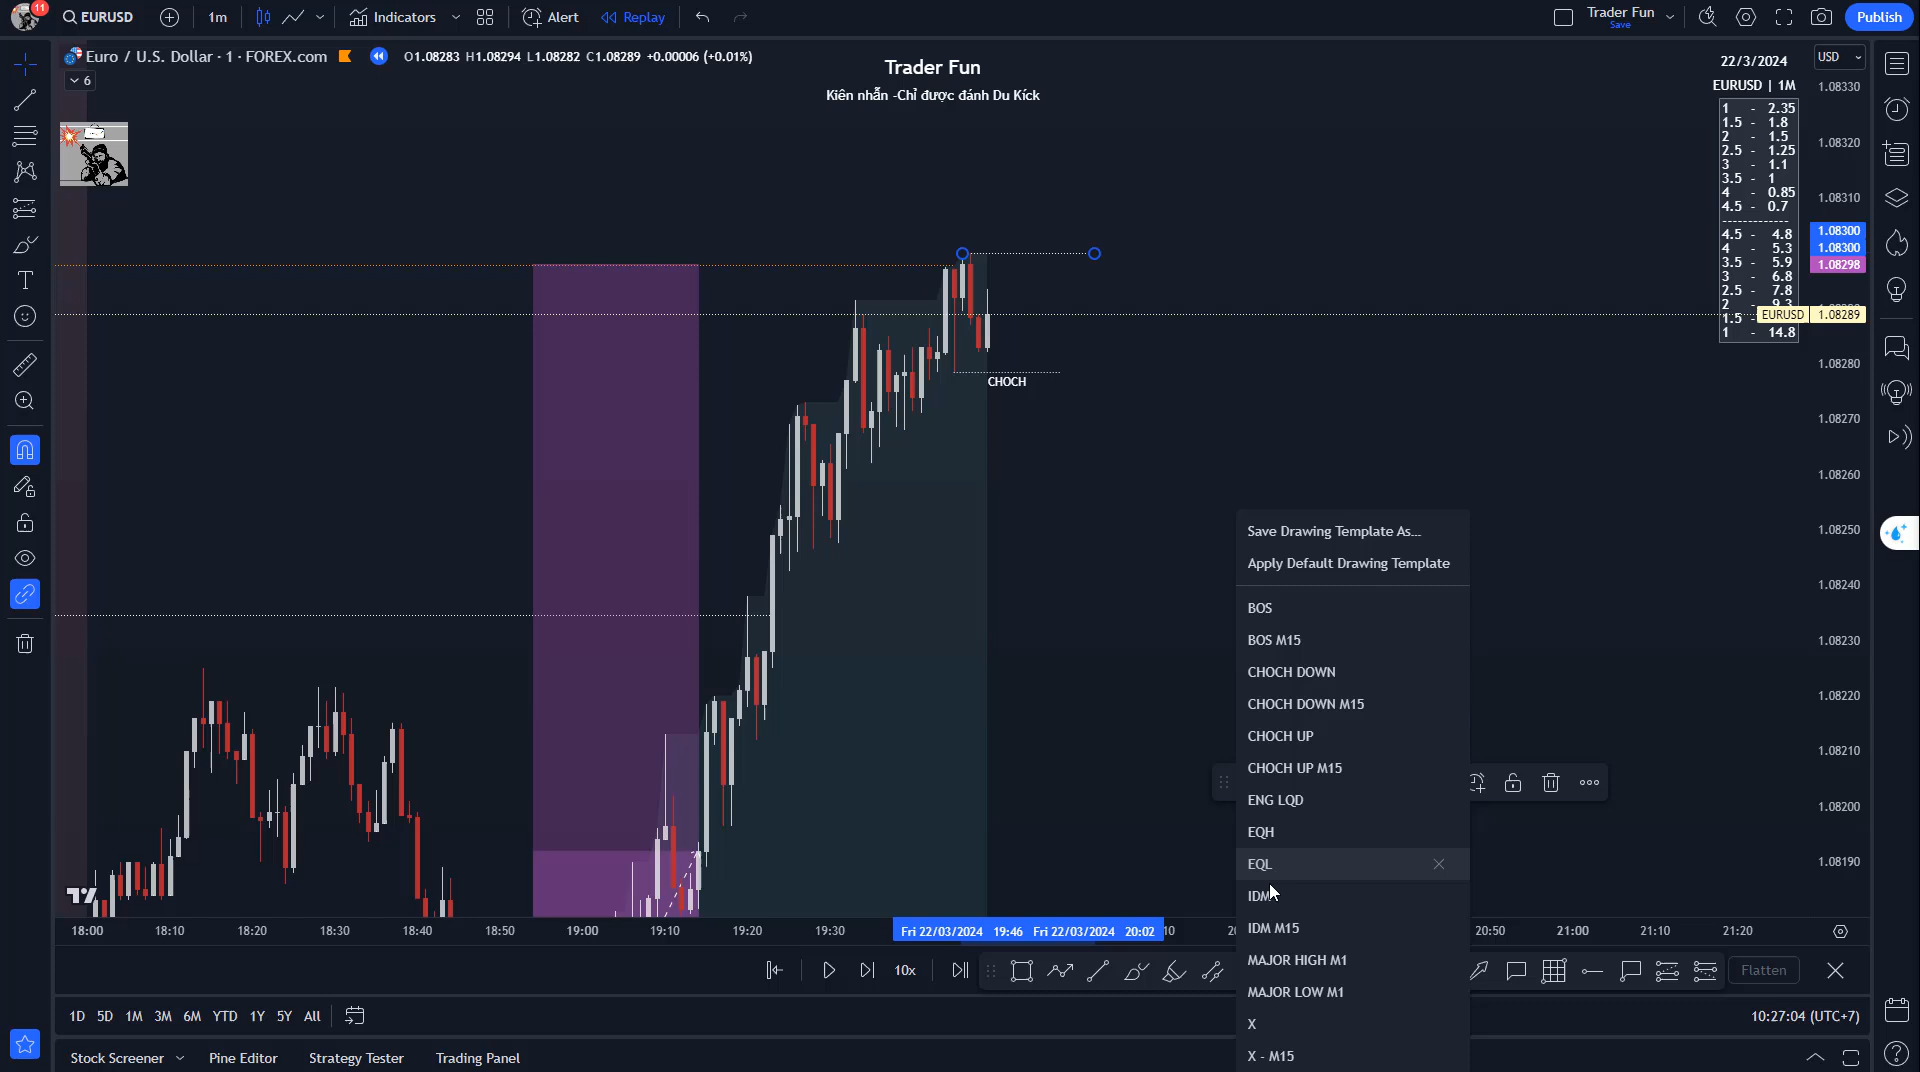 11
EURUSD
1m
Indicators
Alert
Replay
Trader Fun
Save
Publish
Euro / U.S. Dollar · 1 · FOREX.com
O1.08283 H1.08294 L1.08282 C1.08289 +0.00006 (+0.01%)
6
Trader Fun
Kiên nhẫn -Chỉ được đánh Du Kích
22/3/2024
EURUSD | 1M
1 - 2.35
1.5 - 1.8
2 - 1.5
2.5 - 1.25
3 - 1.1
3.5 - 1
4 - 0.85
4.5 - 0.7
-------------
4.5 - 4.8
4 - 5.3
3.5 - 5.9
3 - 6.8
2.5 - 7.8
2 - 9.3
1.5 -
1 - 14.8
USD
1.08330
1.08320
1.08310
1.08300
1.08300
1.08298
EURUSD 1.08289
1.08280
1.08270
1.08260
1.08250
1.08240
1.08230
1.08220
1.08210
1.08200
1.08190
CHOCH
Save Drawing Template As...
Apply Default Drawing Template
BOS
BOS M15
CHOCH DOWN
CHOCH DOWN M15
CHOCH UP
CHOCH UP M15
ENG LQD
EQH
EQL
IDM
IDM M15
MAJOR HIGH M1
MAJOR LOW M1
X
X - M15
18:00
18:10
18:20
18:30
18:40
18:50
19:00
19:10
19:20
19:30
Fri 22/03/2024 19:46
Fri 22/03/2024 20:02
20:50
21:00
21:10
21:20
10x
Flatten
1D 5D 1M 3M 6M YTD 1Y 5Y All
10:27:04 (UTC+7)
Stock Screener
Pine Editor
Strategy Tester
Trading Panel